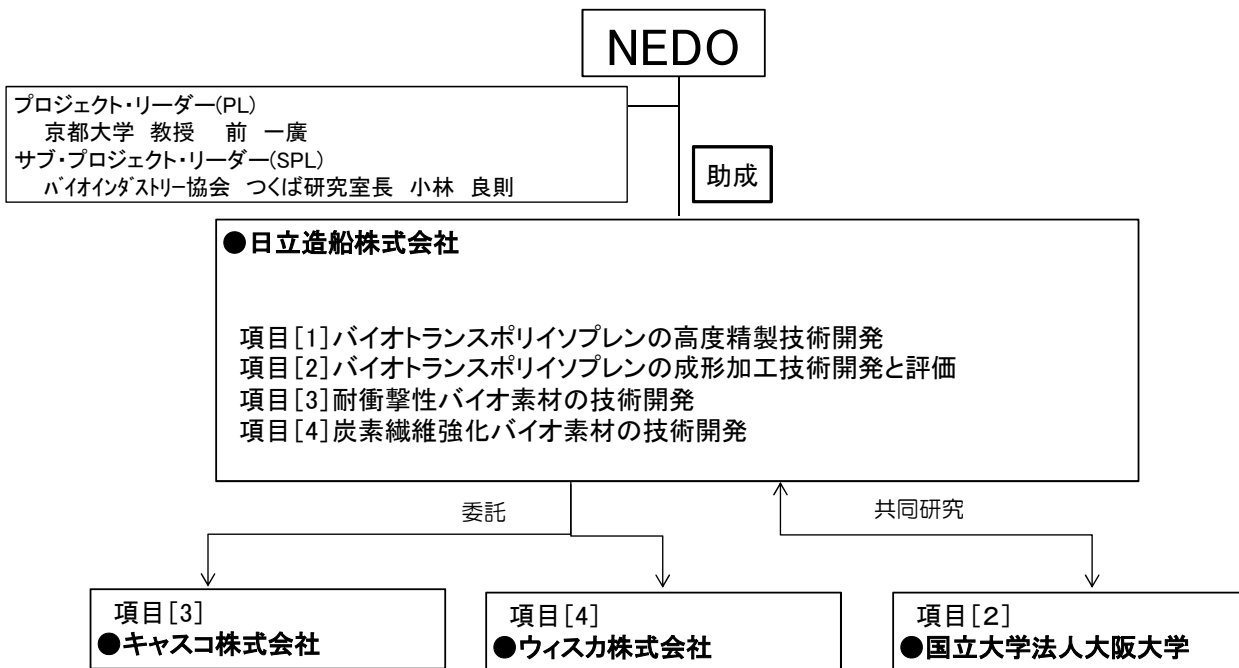 NEDO
プロジェクト・リーダー(PL)
京都大学 教授 前 一廣
サブ・プロジェクト・リーダー(SPL)
バイオインダストリー協会 つくば研究室長 小林 良則
助成
●日立造船株式会社
項目[1]バイオトランスポリイソプレンの高度精製技術開発
項目[2]バイオトランスポリイソプレンの成形加工技術開発と評価
項目[3]耐衝撃性バイオ素材の技術開発
項目[4]炭素繊維強化バイオ素材の技術開発
委託
共同研究
項目[3]
●キャスコ株式会社
項目[4]
●ウィスカ株式会社
項目[２]
●国立大学法人大阪大学